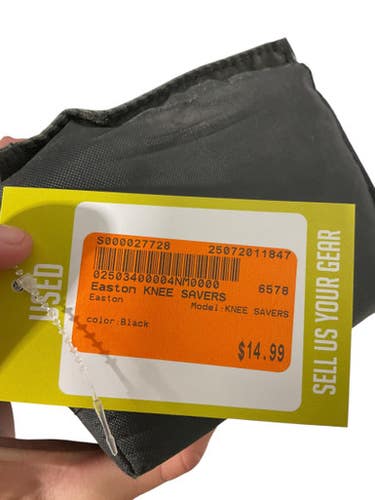 S000027728 25072011847
02503400004NM0000 6578
Easton KNEE SAVERS
Easton Model:KNEE SAVERS
color:Black
$14.99
USED
SELL US YOUR GEAR